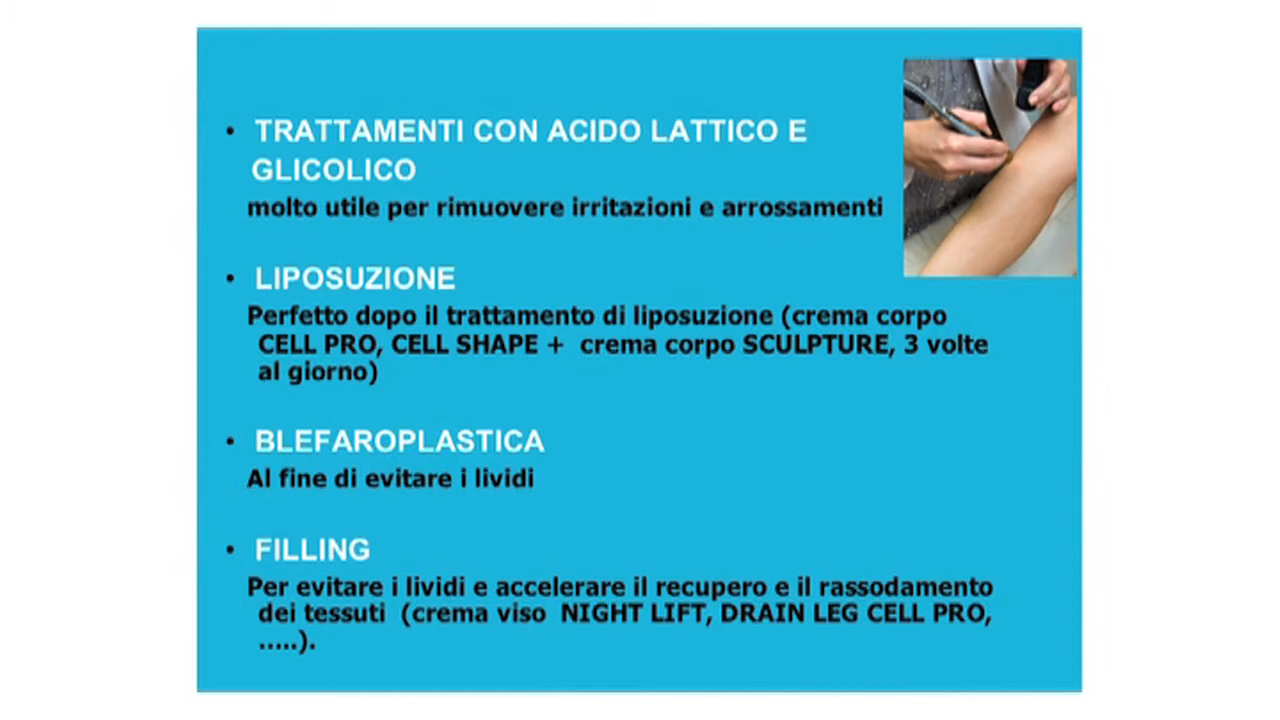 • TRATTAMENTI CON ACIDO LATTICO E
GLICOLICO
molto utile per rimuovere irritazioni e arrossamenti
• LIPOSUZIONE
Perfetto dopo il trattamento di liposuzione (crema corpo
CELL PRO, CELL SHAPE + crema corpo SCULPTURE, 3 volte
al giorno)
• BLEFAROPLASTICA
Al fine di evitare i lividi
• FILLING
Per evitare i lividi e accelerare il recupero e il rassodamento
dei tessuti (crema viso NIGHT LIFT, DRAIN LEG CELL PRO,
…..).